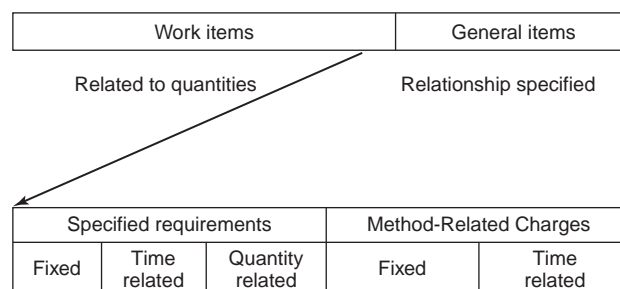 Work items General items
Related to quantities Relationship specified
Specified requirements Method-Related Charges
Fixed Time related Quantity related Fixed Time related